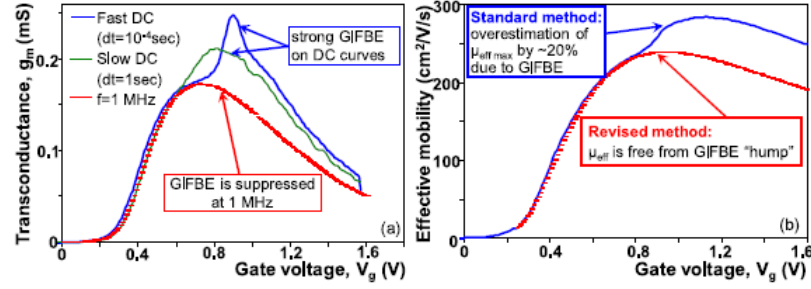 Transconductance, gm (mS)
0.2
0.1
0
Fast DC
(dt=10⁻⁴sec)
Slow DC
(dt=1sec)
f=1 MHz
strong GIFBE
on DC curves
GIFBE is suppressed
at 1 MHz
(a)
0
0.4
0.8
1.2
1.6
Gate voltage, Vg (V)
Effective mobility (cm²/V/s)
300
200
100
0
Standard method:
overestimation of
μeff max by ~20%
due to GIFBE
Revised method:
μeff is free from GIFBE "hump"
(b)
0
0.4
0.8
1.2
1.6
Gate voltage, Vg (V)